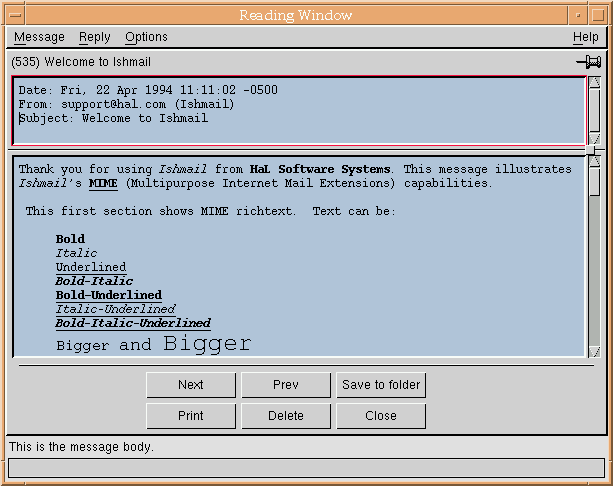 Reading Window
Message Reply Options Help
(535) Welcome to Ishmail
Date: Fri, 22 Apr 1994 11:11:02 -0500
From: support@hal.com (Ishmail)
Subject: Welcome to Ishmail
Thank you for using Ishmail from HaL Software Systems. This message illustrates
Ishmail's MIME (Multipurpose Internet Mail Extensions) capabilities.
This first section shows MIME richtext. Text can be:
Bold
Italic
Underlined
Bold-Italic
Bold-Underlined
Italic-Underlined
Bold-Italic-Underlined
Bigger and Bigger
Next Prev Save to folder
Print Delete Close
This is the message body.